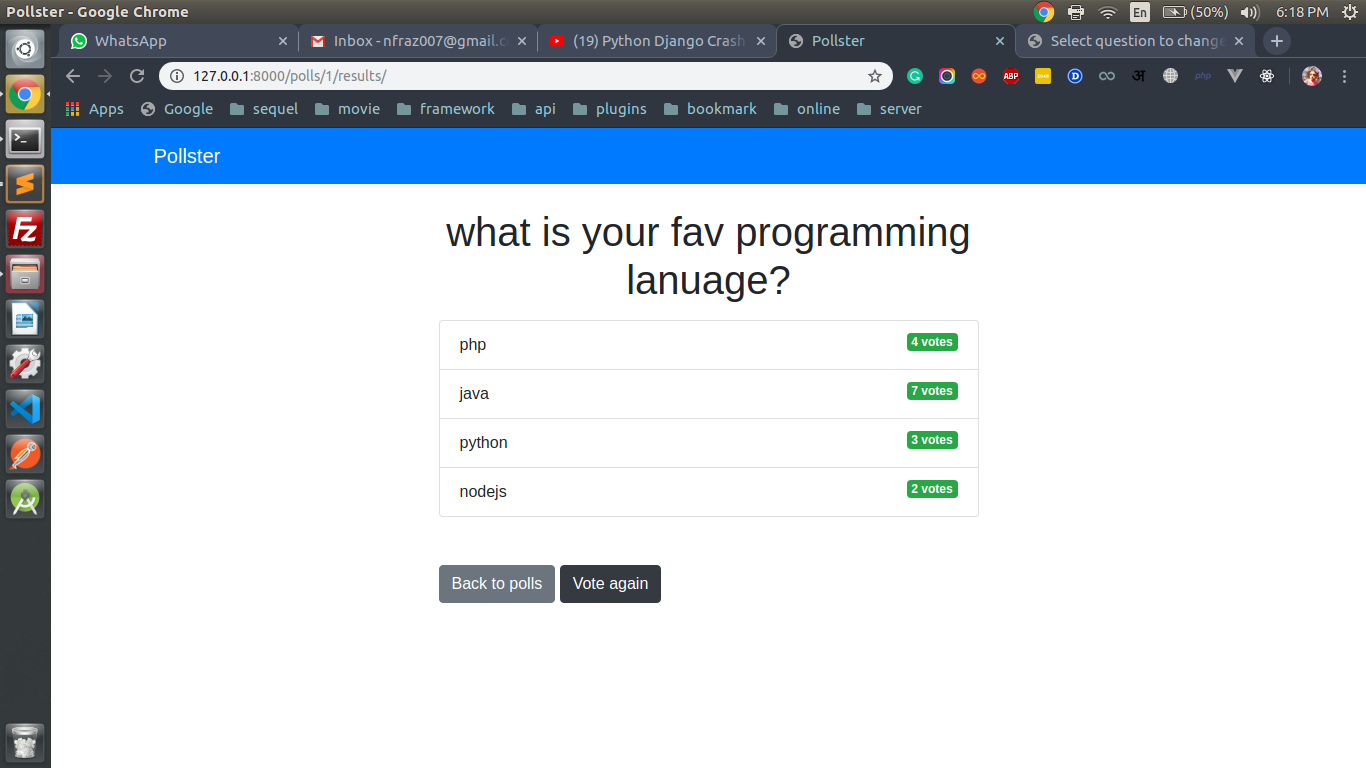 Pollster - Google Chrome
En
(50%)
6:18 PM
WhatsApp
Inbox - nfraz007@gmail.c
(19) Python Django Crash
Pollster
Select question to change
127.0.0.1:8000/polls/1/results/
ABP
D
अ
php
Apps
Google
sequel
movie
framework
api
plugins
bookmark
online
server
Pollster
what is your fav programming
lanuage?
php 4 votes
java 7 votes
python 3 votes
nodejs 2 votes
Back to polls Vote again
Fz